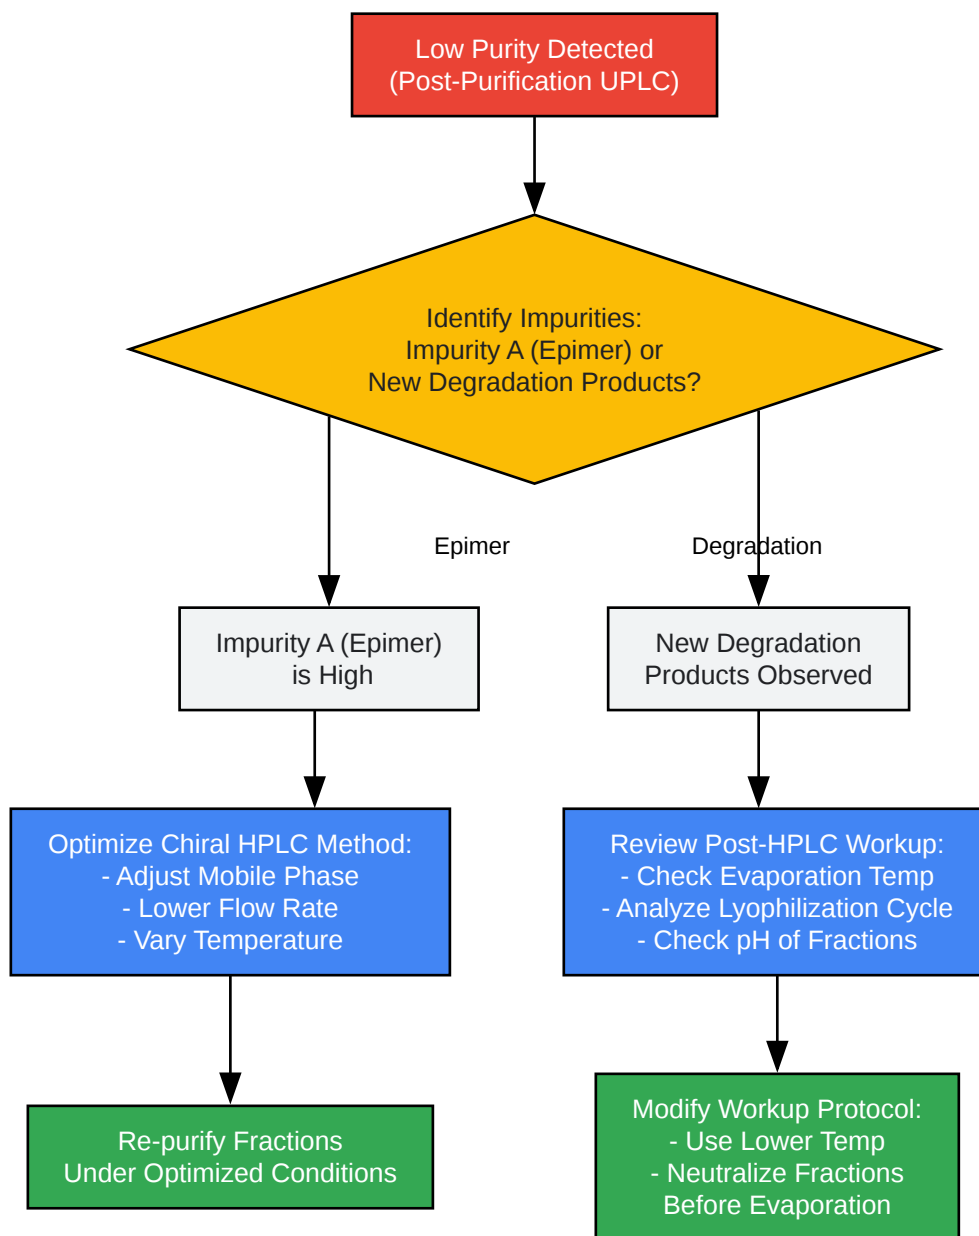 Low Purity Detected
(Post-Purification UPLC)
Identify Impurities:
Impurity A (Epimer) or
New Degradation Products?
Epimer
Degradation
Impurity A (Epimer)
is High
New Degradation
Products Observed
Optimize Chiral HPLC Method:
- Adjust Mobile Phase
- Lower Flow Rate
- Vary Temperature
Review Post-HPLC Workup:
- Check Evaporation Temp
- Analyze Lyophilization Cycle
- Check pH of Fractions
Re-purify Fractions
Under Optimized Conditions
Modify Workup Protocol:
- Use Lower Temp
- Neutralize Fractions
Before Evaporation